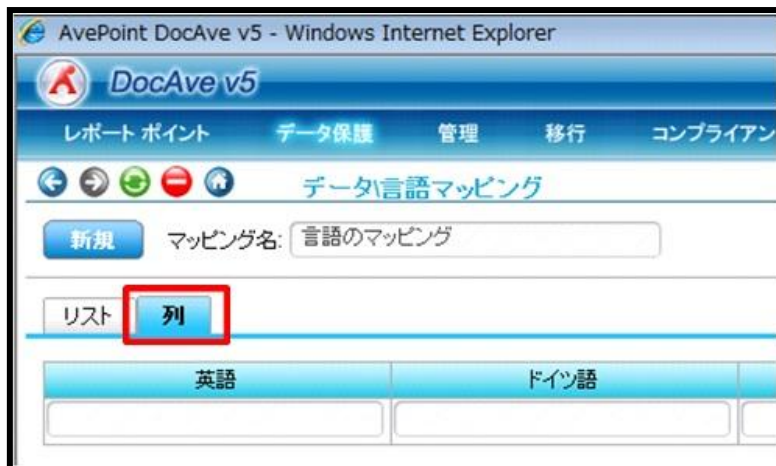 AvePoint DocAve v5 - Windows Internet Explorer
DocAve v5
レポート ポイント データ保護 管理 移行 コンプライアン
データ\言語マッピング
新規 マッピング名: 言語のマッピング
リスト 列
英語 ドイツ語